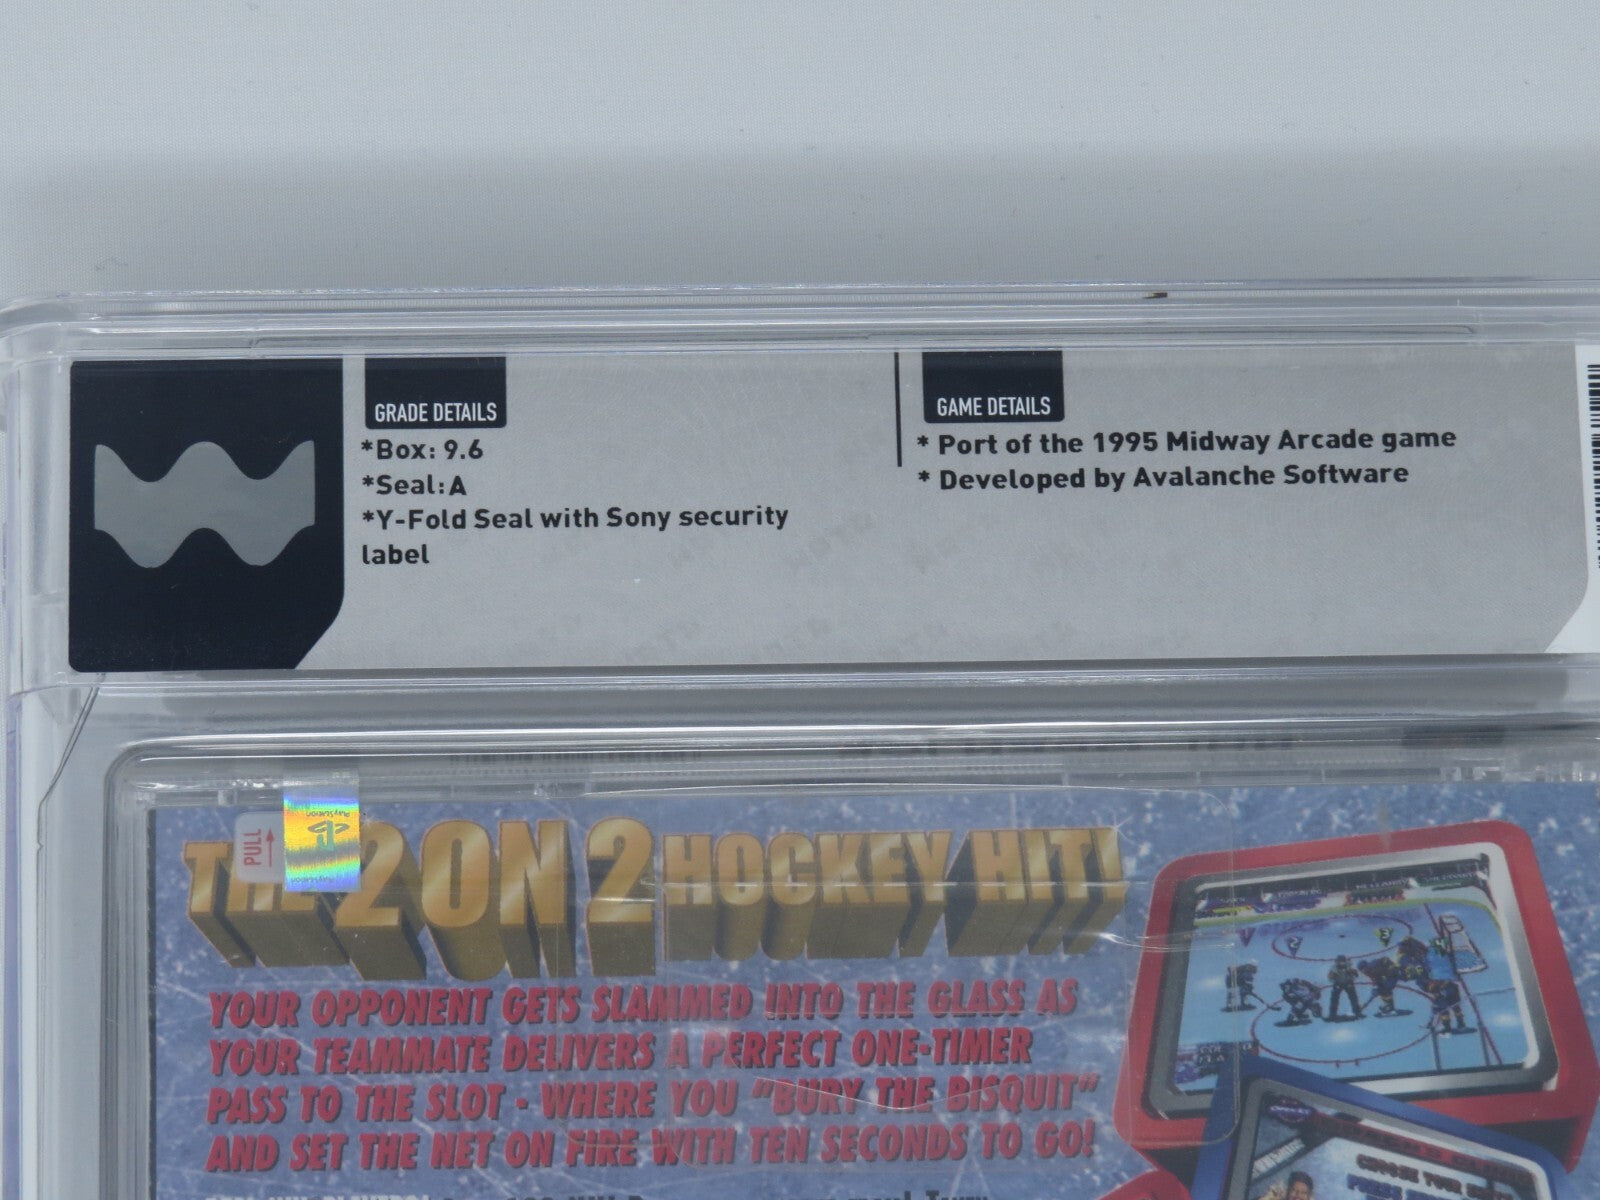 GRADE DETAILS
*Box: 9.6
*Seal:A
*Y-Fold Seal with Sony security
label
GAME DETAILS
* Port of the 1995 Midway Arcade game
* Developed by Avalanche Software
PULL
PlayStation
THE 2 ON 2 HOCKEY HIT!
YOUR OPPONENT GETS SLAMMED INTO THE GLASS AS
YOUR TEAMMATE DELIVERS A PERFECT ONE-TIMER
PASS TO THE SLOT - WHERE YOU "BURY THE BISQUIT"
AND SET THE NET ON FIRE WITH TEN SECONDS TO GO!
CHOOSE YOUR